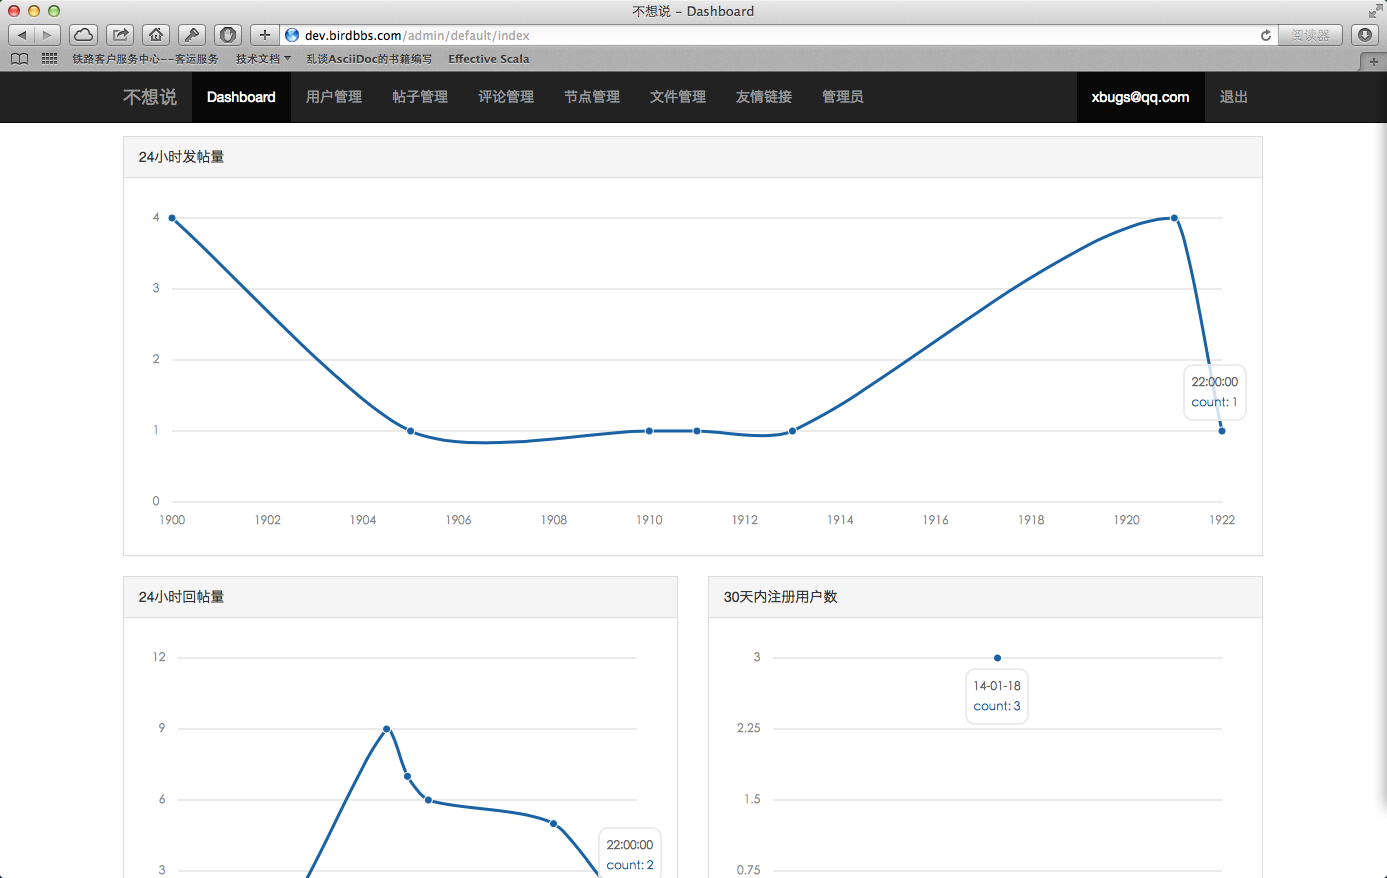 不想说 – Dashboard
dev.birdbbs.com/admin/default/index
阅读器
铁路客户服务中心--客运服务 技术文档 乱谈AsciiDoc的书籍编写 Effective Scala
不想说 Dashboard 用户管理 帖子管理 评论管理 节点管理 文件管理 友情链接 管理员 xbugs@qq.com 退出
24小时发帖量
4
3
2
1
0
22:00:00
count: 1
1900 1902 1904 1906 1908 1910 1912 1914 1916 1918 1920 1922
24小时回帖量
12
9
6
3
22:00:00
count: 2
30天内注册用户数
3
2.25
1.5
0.75
14-01-18
count: 3